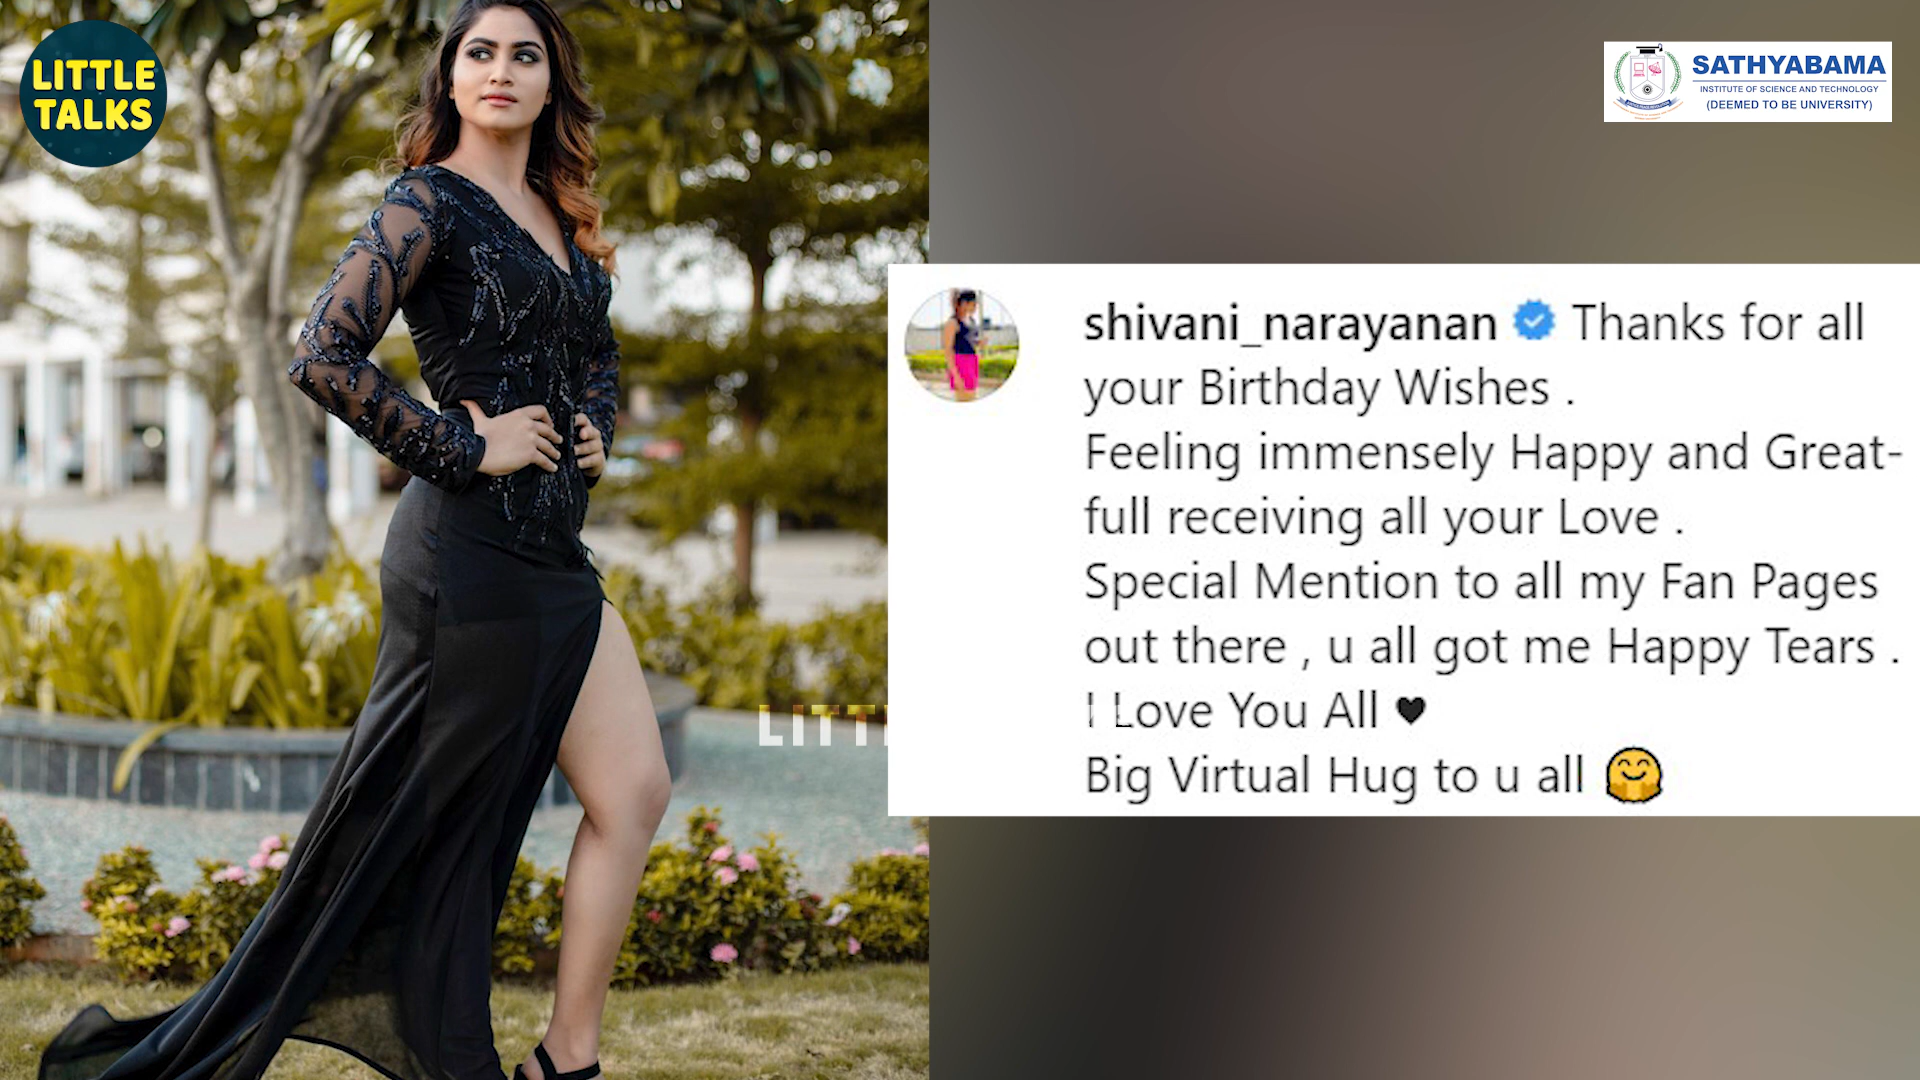 LITTLE
TALKS
SATHYABAMA
INSTITUTE OF SCIENCE AND TECHNOLOGY
(DEEMED TO BE UNIVERSITY)
shivani_narayanan Thanks for all
your Birthday Wishes .
Feeling immensely Happy and Great-
full receiving all your Love .
Special Mention to all my Fan Pages
out there , u all got me Happy Tears .
I Love You All ♥
Big Virtual Hug to u all 🤗